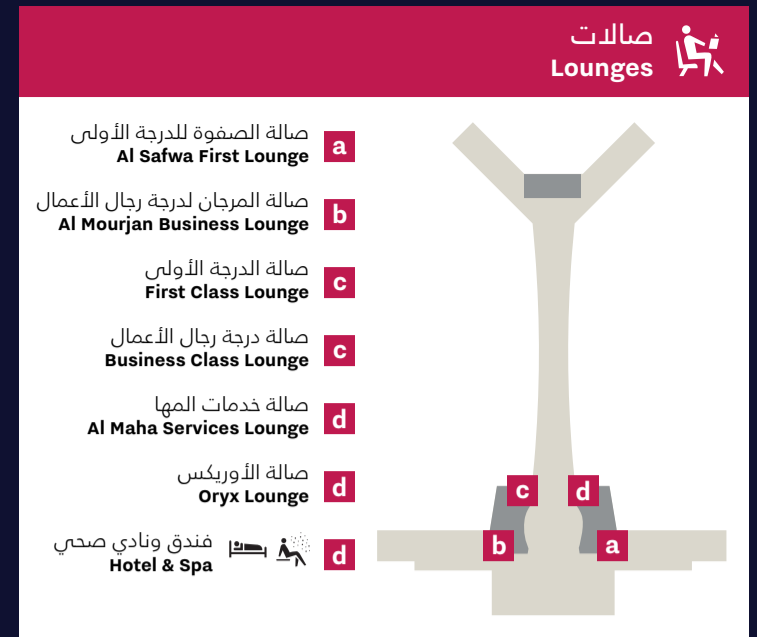 صالات
Lounges
صالة الصفوة للدرجة الأولى
Al Safwa First Lounge
a
صالة المرجان لدرجة رجال الأعمال
Al Mourjan Business Lounge
b
صالة الدرجة الأولى
First Class Lounge
c
صالة درجة رجال الأعمال
Business Class Lounge
c
صالة خدمات المها
Al Maha Services Lounge
d
صالة الأوريكس
Oryx Lounge
d
فندق ونادي صحي
Hotel & Spa
d
c
d
b
a